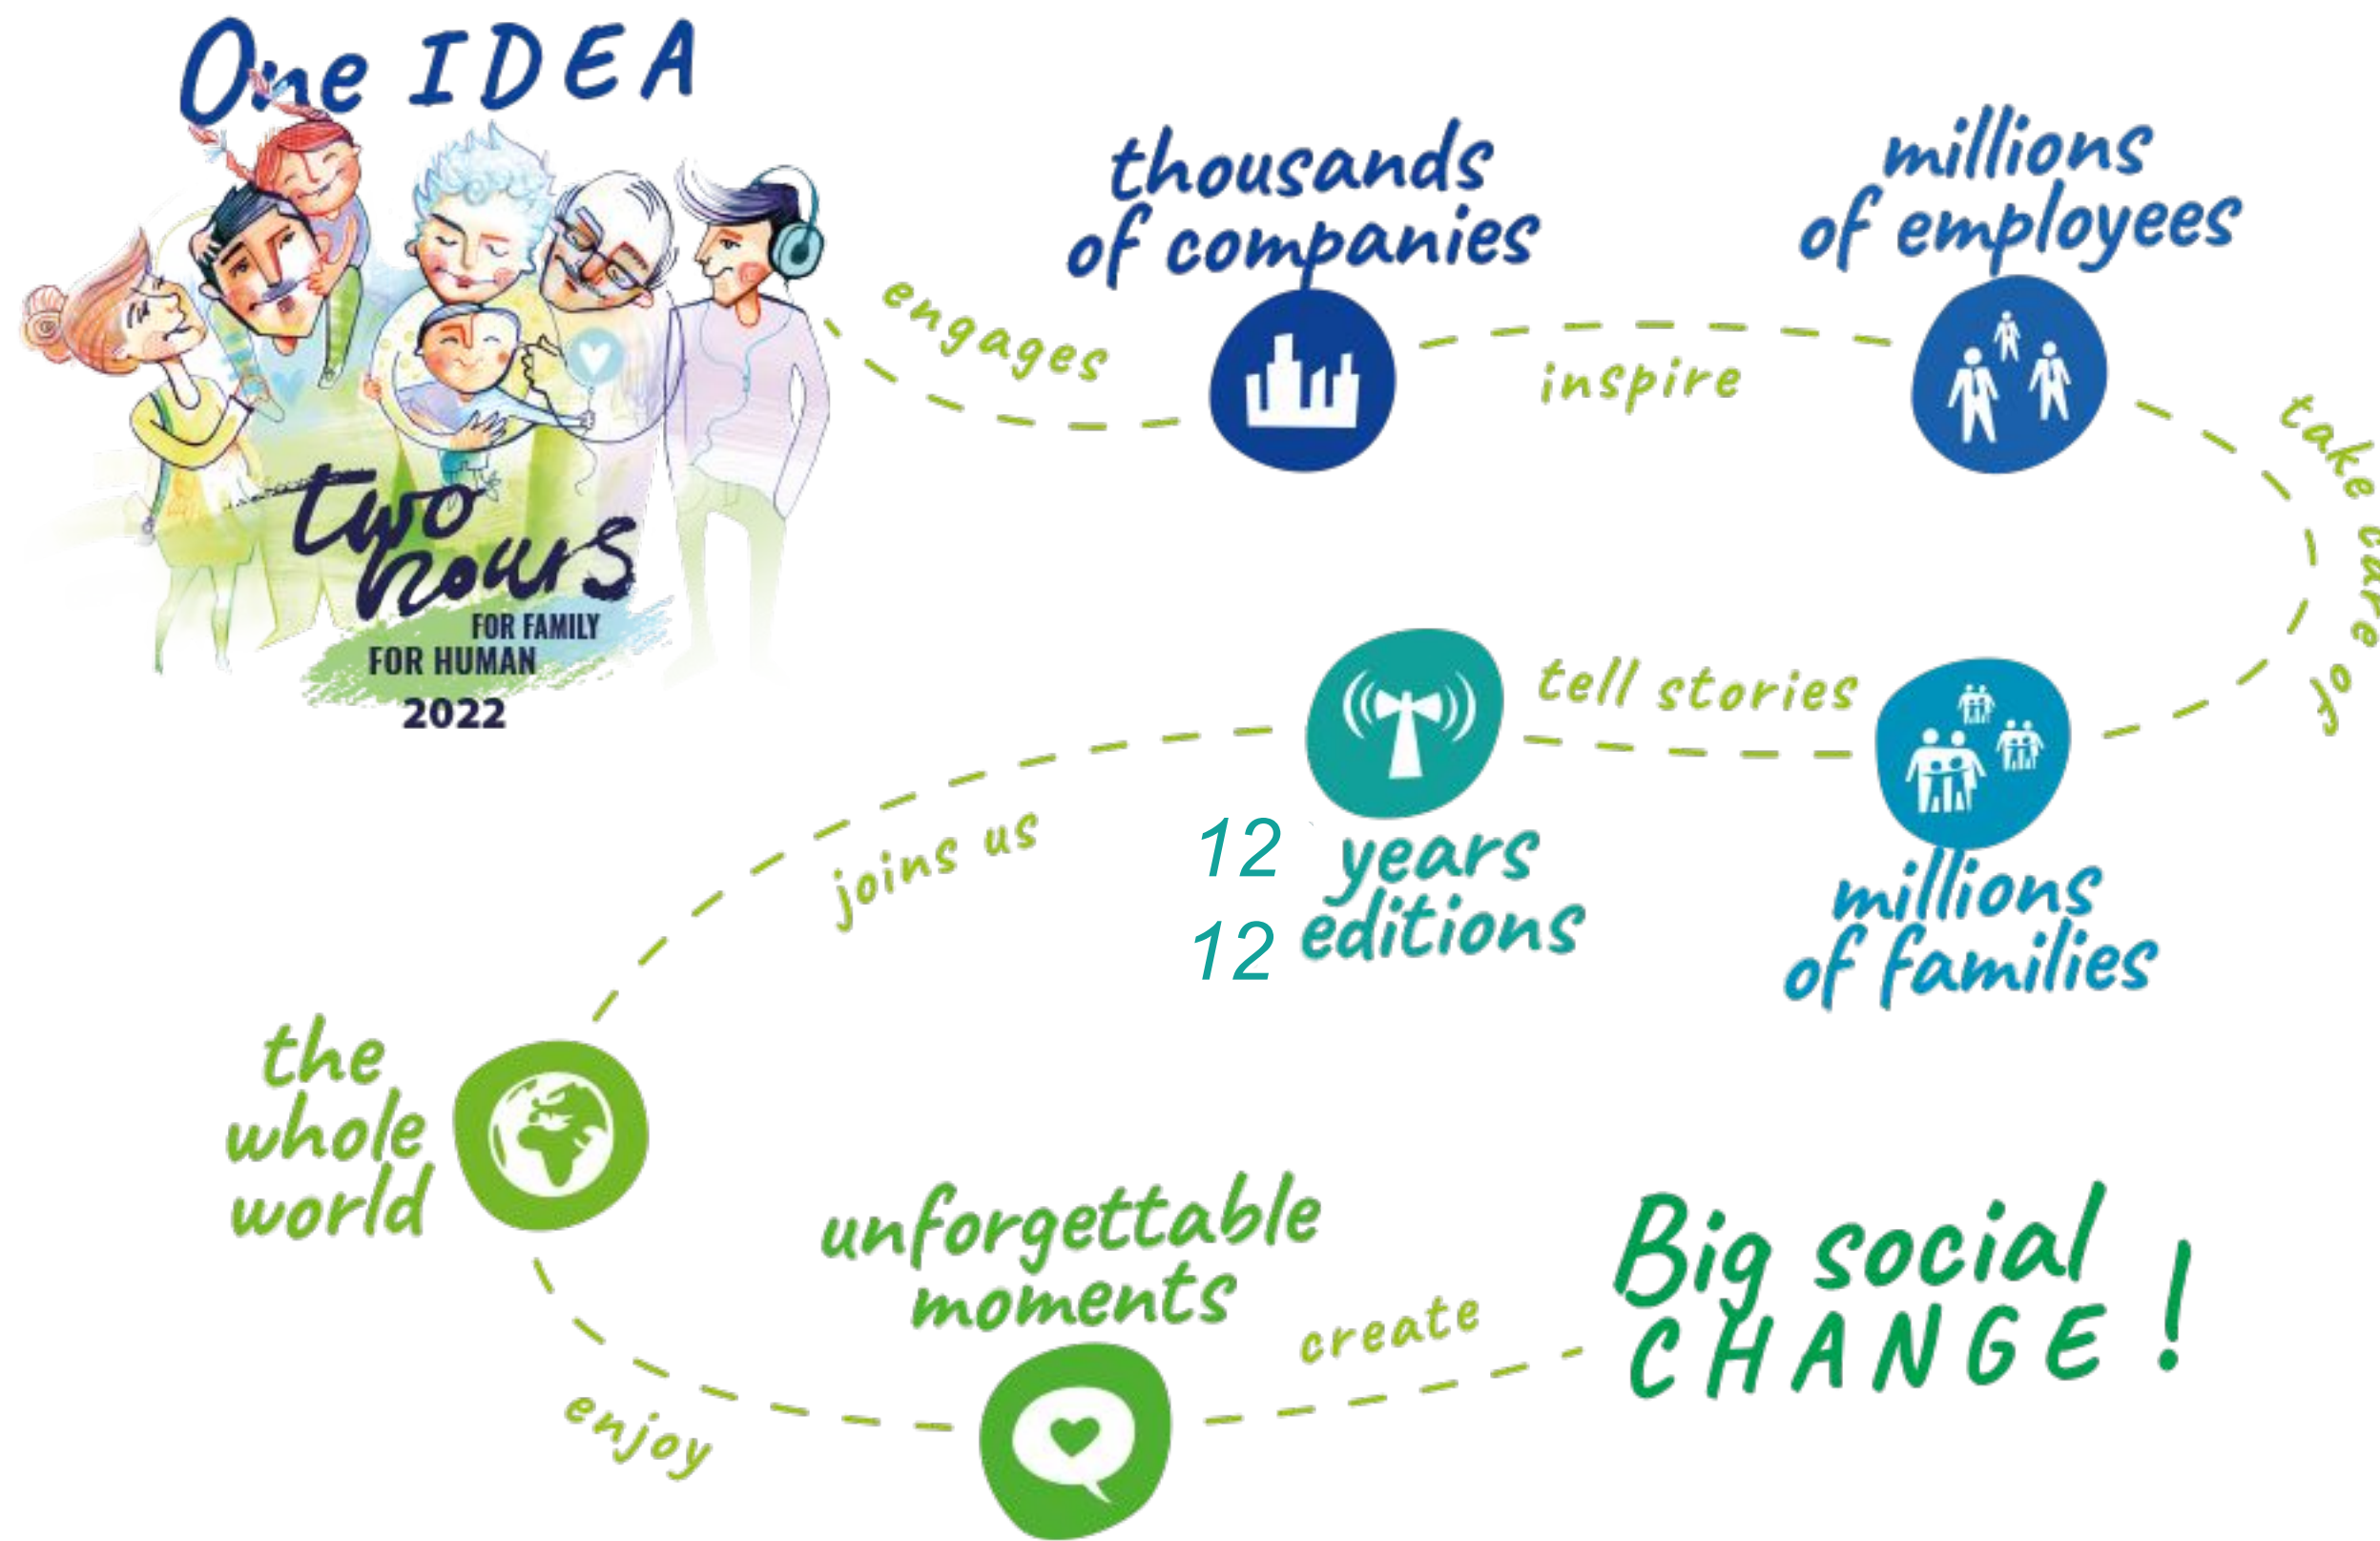 One IDEA
two
hours
FOR FAMILY
FOR HUMAN
2022
engages
thousands
of companies
inspire
millions
of employees
take care of
millions
of families
tell stories
12 years
12 editions
joins us
the
whole
world
enjoy
unforgettable
moments
create
Big social
CHANGE!